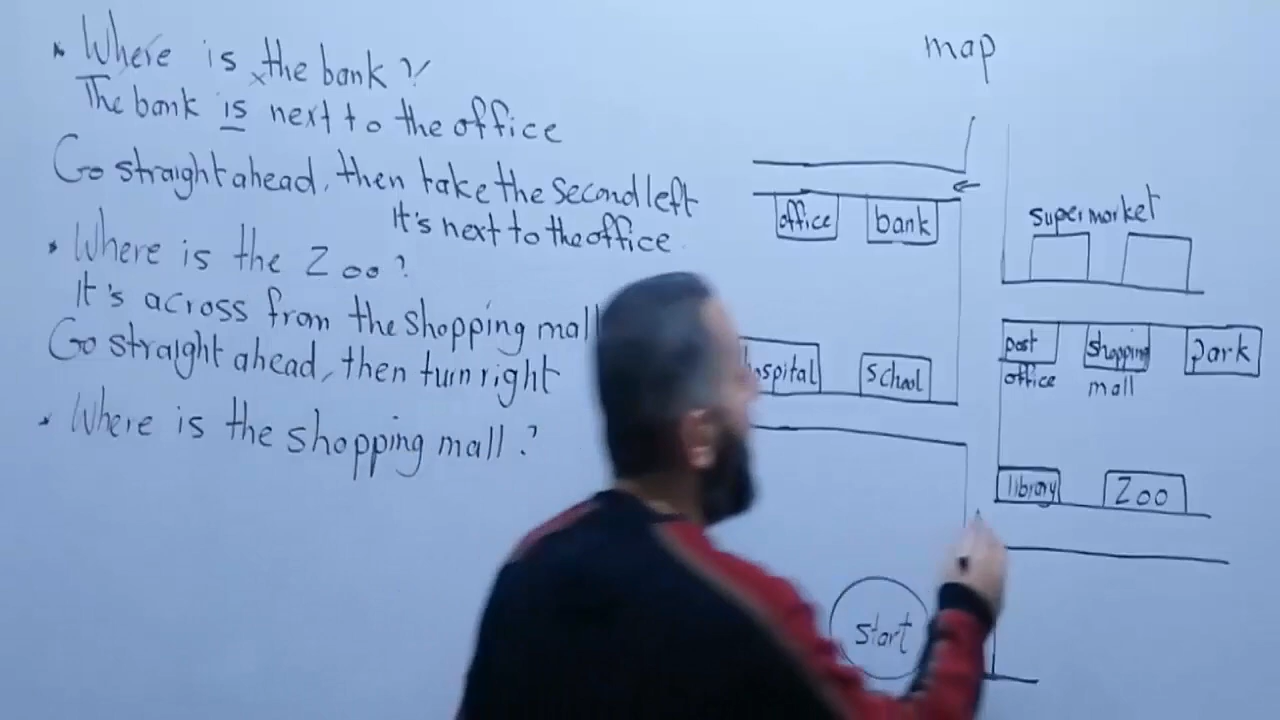 Where is the bank?
The bank is next to the office
Go straight ahead, then take the second left
It's next to the office
Where is the Zoo?
It's across from the shopping mall
Go straight ahead, then turn right
Where is the shopping mall?
map
office bank
supermarket
hospital school
post office
shopping mall
park
library
Zoo
start